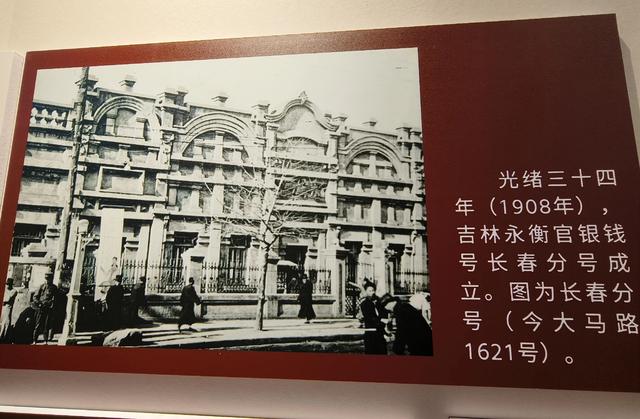 光绪三十四
年（1908年），
吉林永衡官银钱
号长春分号成
立。图为长春分
号（今大马路
1621号）。